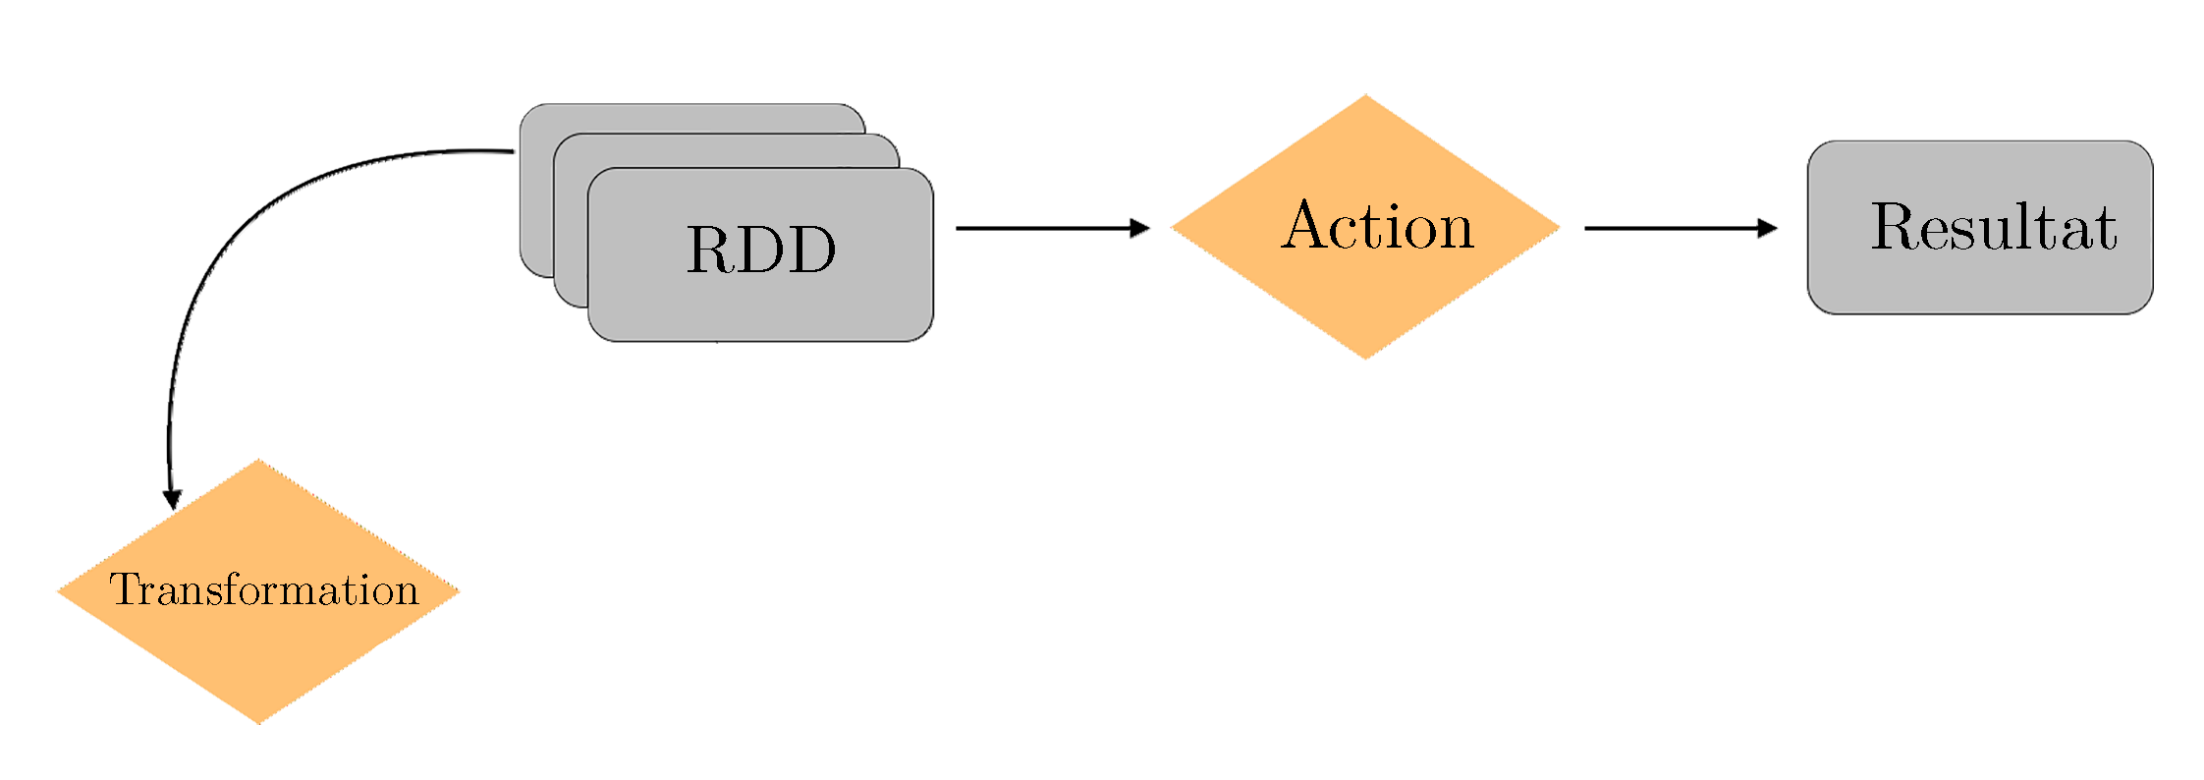 RDD
Action
Resultat
Transformation